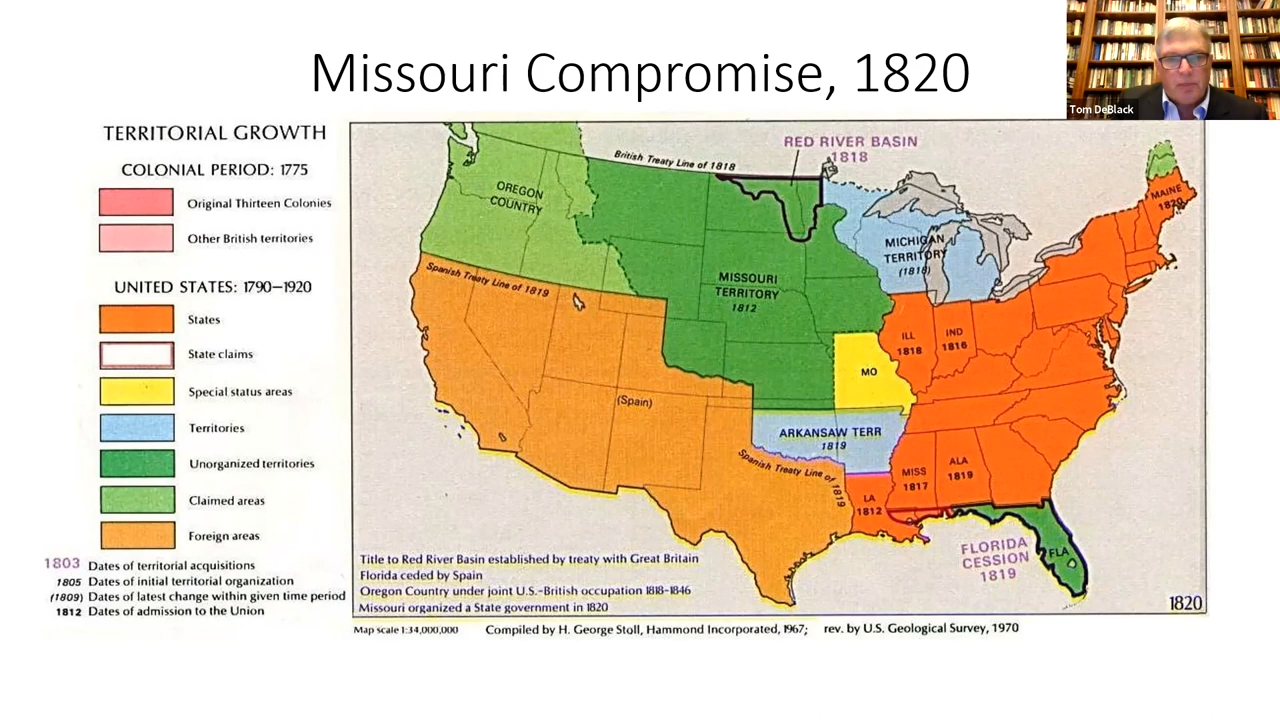 Missouri Compromise, 1820
Tom DeBlack
TERRITORIAL GROWTH
COLONIAL PERIOD: 1775
Original Thirteen Colonies
Other British territories
UNITED STATES: 1790–1920
States
State claims
Special status areas
Territories
Unorganized territories
Claimed areas
Foreign areas
1803 Dates of territorial acquisitions
1805 Dates of initial territorial organization
(1809) Dates of latest change within given time period
1812 Dates of admission to the Union
RED RIVER BASIN
1818
British Treaty Line of 1818
OREGON
COUNTRY
MAINE
1820
MICHIGAN
TERRITORY
(1818)
Spanish Treaty Line of 1819
MISSOURI
TERRITORY
1812
ILL
1818
IND
1816
MO
(Spain)
ARKANSAW TERR
1819
Spanish Treaty Line of 1819
MISS
1817
ALA
1819
LA
1812
FLORIDA
CESSION
1819
FLA
Title to Red River Basin established by treaty with Great Britain
Florida ceded by Spain
Oregon Country under joint U.S.-British occupation 1818-1846
Missouri organized a State government in 1820
1820
Map scale 1:34,000,000 Compiled by H. George Stoll, Hammond Incorporated, 1967; rev. by U.S. Geological Survey, 1970